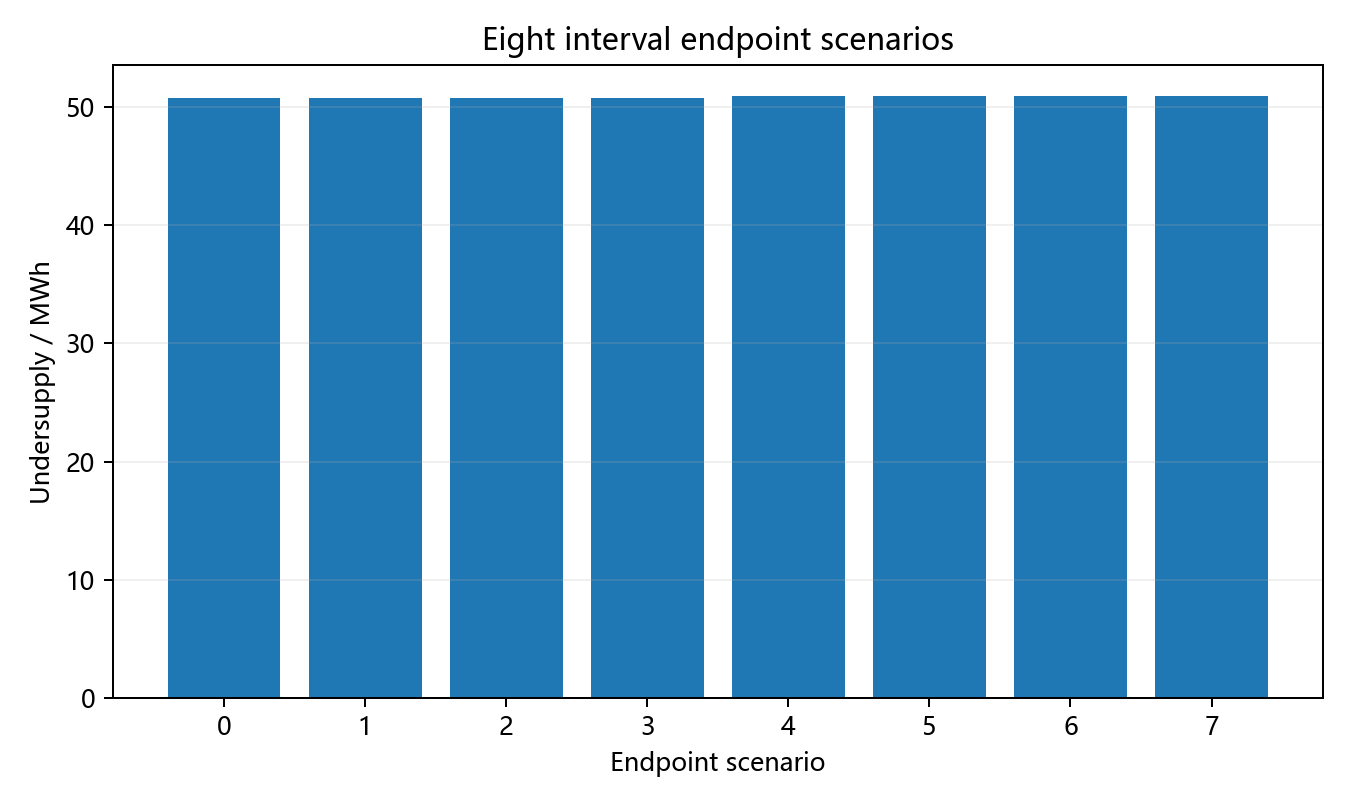 Eight interval endpoint scenarios
Undersupply / MWh
50
40
30
20
10
0
0 1 2 3 4 5 6 7
Endpoint scenario